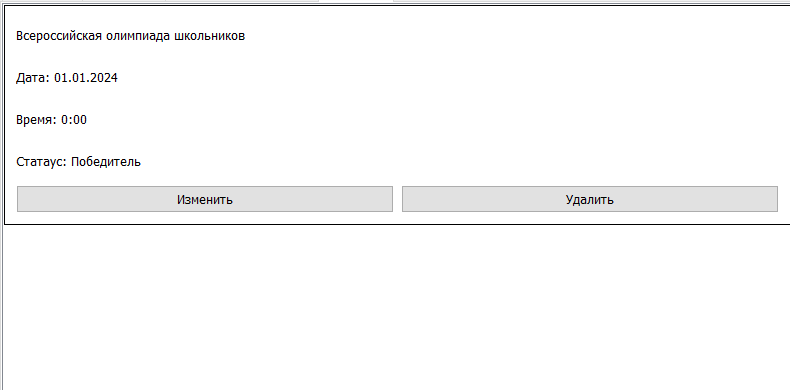 Всероссийская олимпиада школьников
Дата: 01.01.2024
Время: 0:00
Статаус: Победитель
Изменить
Удалить